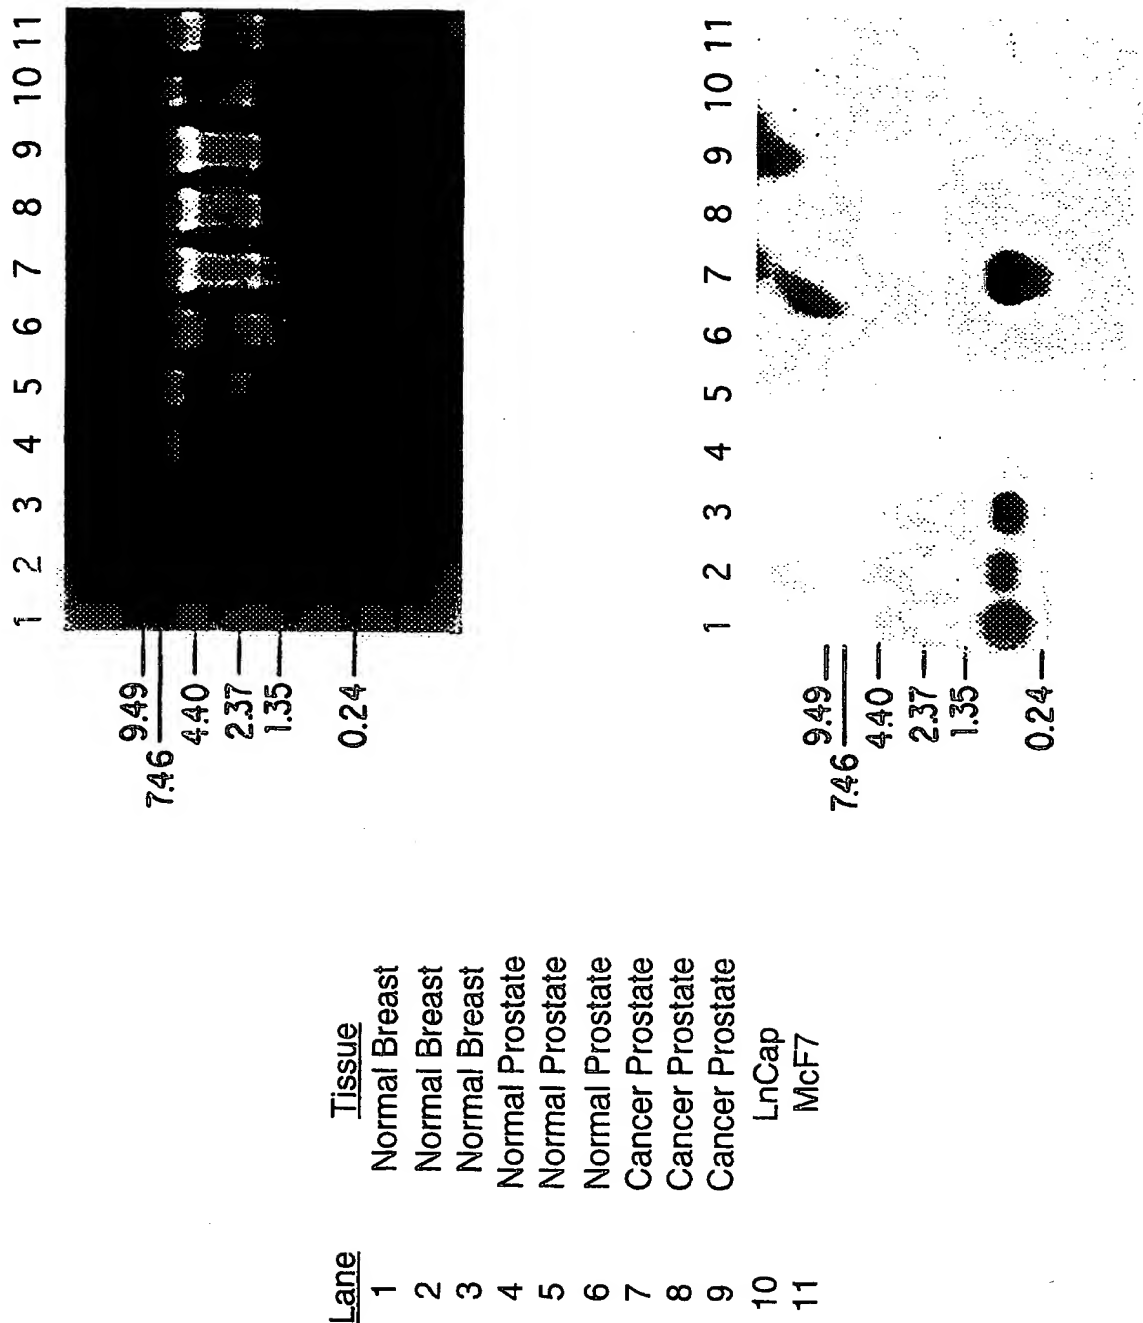 Lane Tissue
1 Normal Breast
2 Normal Breast
3 Normal Breast
4 Normal Prostate
5 Normal Prostate
6 Normal Prostate
7 Cancer Prostate
8 Cancer Prostate
9 Cancer Prostate
10 LnCap
11 McF7
1 2 3 4 5 6 7 8 9 10 11
9.49
7.46
4.40
2.37
1.35
0.24
1 2 3 4 5 6 7 8 9 10 11
9.49
7.46
4.40
2.37
1.35
0.24